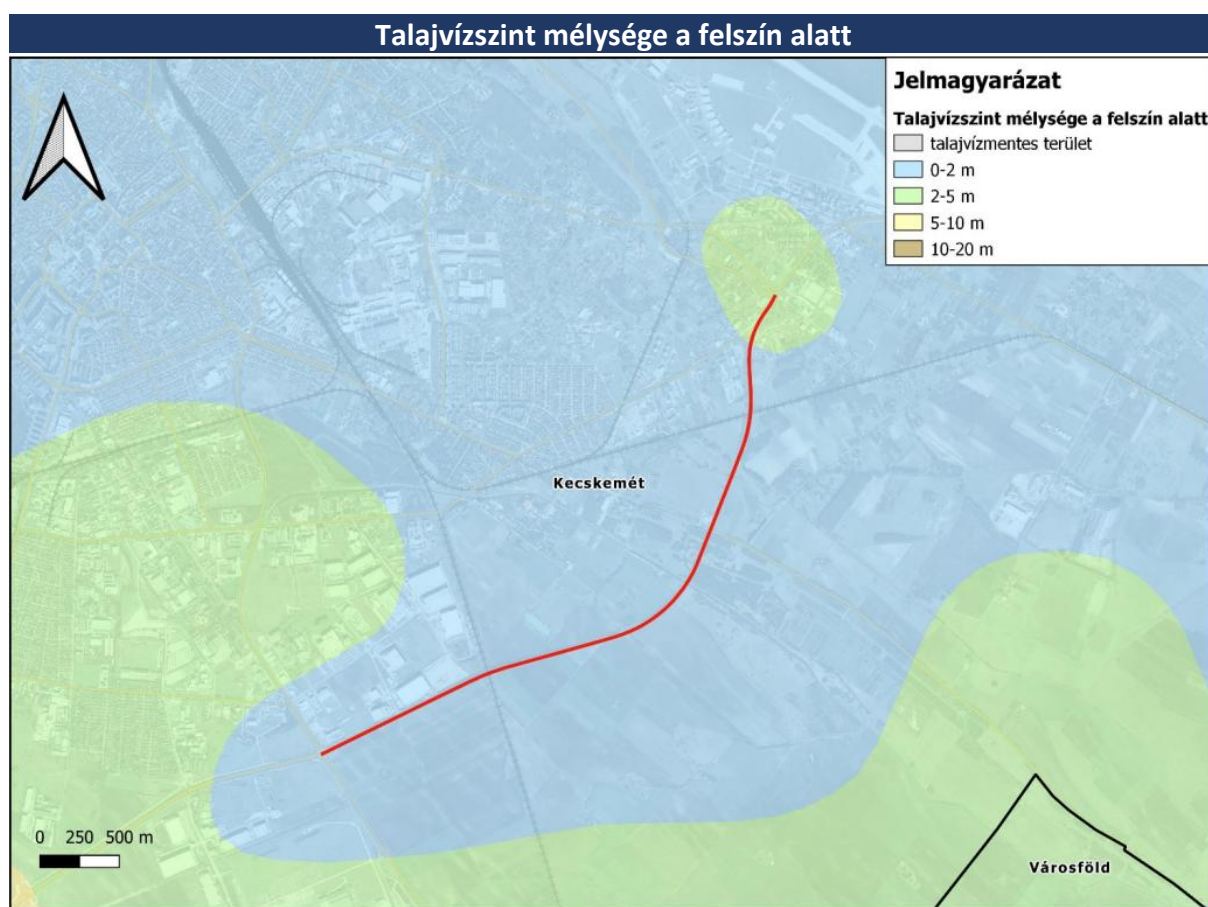 Talajvízszint mélysége a felszín alatt
Jelmagyarázat
Talajvízszint mélysége a felszín alatt
talajvízmentes terület
0-2 m
2-5 m
5-10 m
10-20 m
Kecskemét
0 250 500 m
Városföld